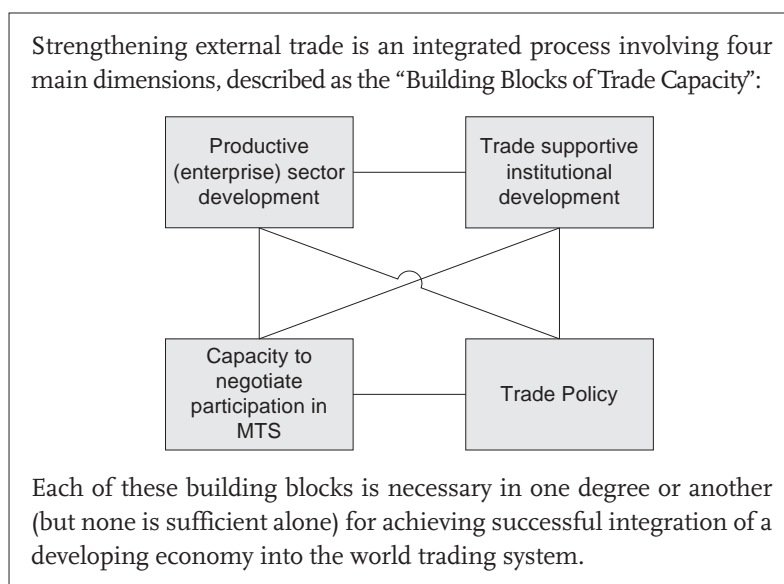 Strengthening external trade is an integrated process involving four
main dimensions, described as the “Building Blocks of Trade Capacity”:
Productive
(enterprise) sector
development
Trade supportive
institutional
development
Capacity to
negotiate
participation in
MTS
Trade Policy
Each of these building blocks is necessary in one degree or another
(but none is sufficient alone) for achieving successful integration of a
developing economy into the world trading system.